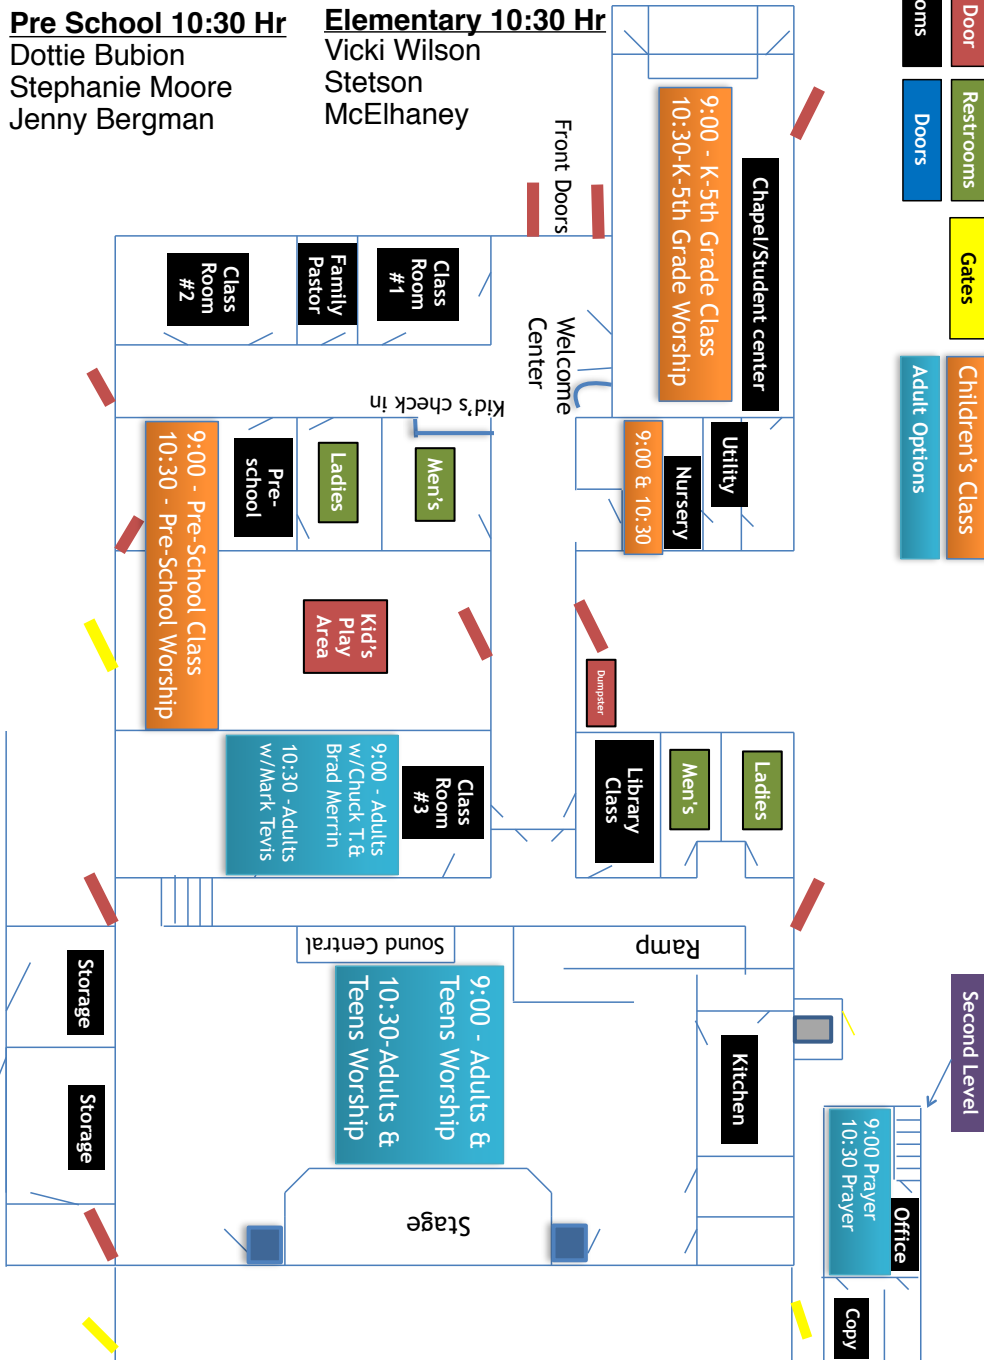 Pre School 10:30 Hr
Dottie Bubion
Stephanie Moore
Jenny Bergman
Elementary 10:30 Hr
Vicki Wilson
Stetson
McElhaney
Door
Restrooms
Doors
Gates
Children's Class
Adult Options
Front Doors
9:00 - K-5th Grade Class
10:30-K-5th Grade Worship
Chapel/Student center
Class
Room
#2
Family
Pastor
Class
Room
#1
Welcome
Center
Kid's check in
Utility
Nursery
9:00 & 10:30
Men's
Ladies
Pre-
school
9:00 - Pre-School Class
10:30 - Pre-School Worship
Kid's
Play
Area
Dumpster
Library
Class
Men's
Ladies
Class
Room
#3
9:00 - Adults
w/Chuck T.&
Brad Merrin
10:30 -Adults
w/Mark Tevis
Sound Central
Ramp
Storage
Storage
9:00 - Adults &
Teens Worship
10:30-Adults &
Teens Worship
Kitchen
Stage
Second Level
9:00 Prayer
10:30 Prayer
Office
Copy